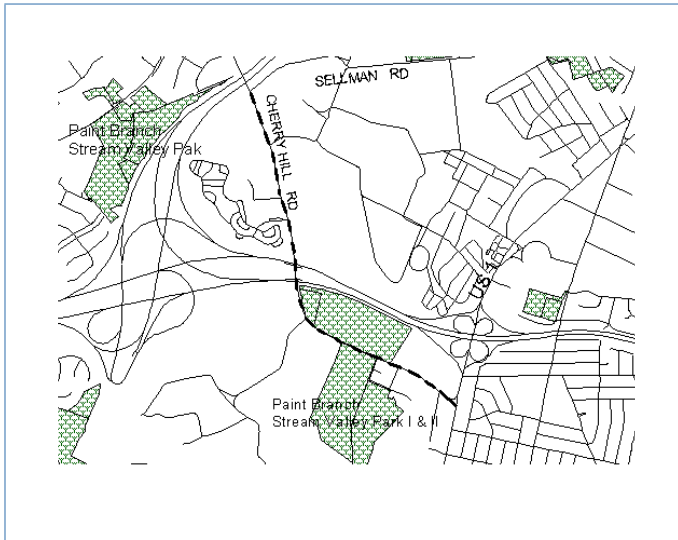 SELLMAN RD
CHERRY HILL RD
Paint Branch
Stream Valley Pak
US 1
Paint Branch
Stream Valley Park I & II